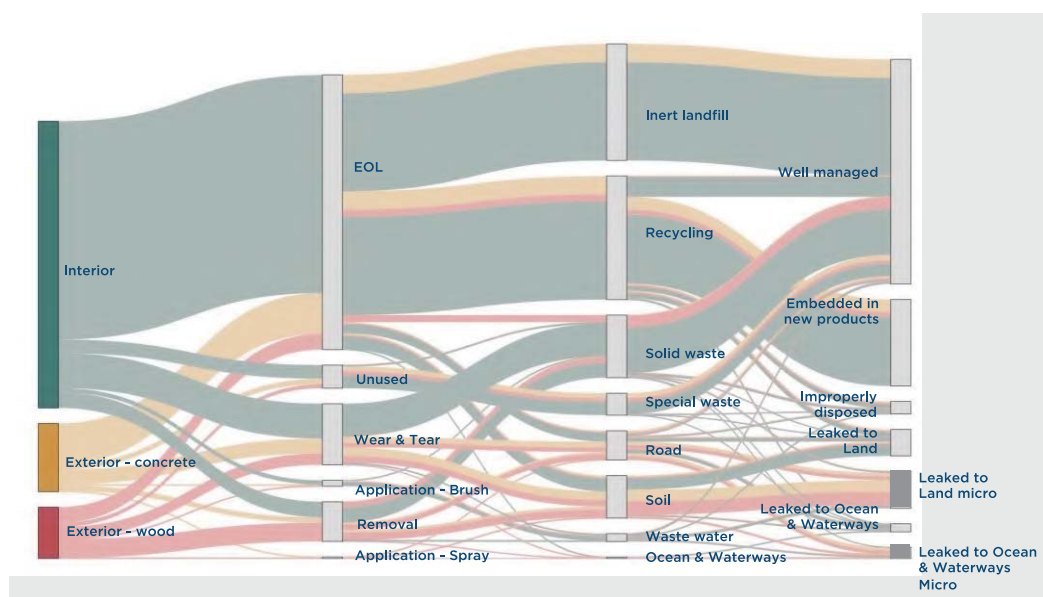 Interior
Exterior – concrete
Exterior – wood
EOL
Unused
Wear & Tear
Application – Brush
Removal
Application – Spray
Inert landfill
Recycling
Solid waste
Special waste
Road
Soil
Waste water
Ocean & Waterways
Well managed
Embedded in
new products
Improperly
disposed
Leaked to
Land
Leaked to
Land micro
Leaked to Ocean
& Waterways
Leaked to Ocean
& Waterways
Micro